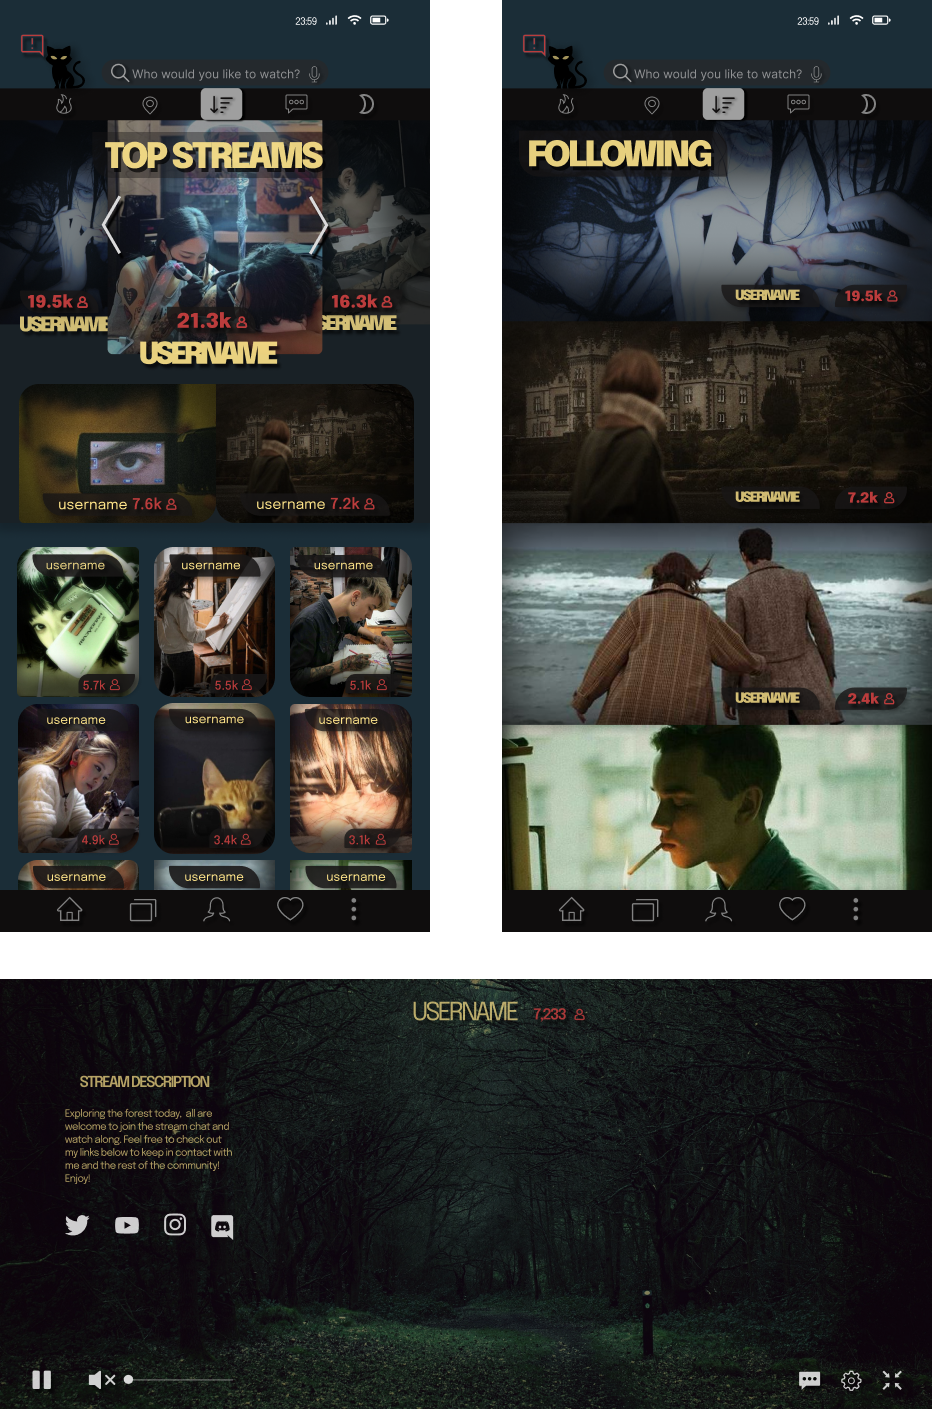 23:59
Who would you like to watch?
TOP STREAMS
19.5k
USERNAME
21.3k
USERNAME
16.3k
SERNAME
username 7.6k
username 7.2k
username
5.7k
username
5.5k
username
5.1k
username
4.9k
username
3.4k
username
3.1k
username
username
username
23:59
Who would you like to watch?
FOLLOWING
USERNAME
19.5k
USERNAME
7.2k
USERNAME
2.4k
USERNAME 7,233
STREAM DESCRIPTION
Exploring the forest today, all are
welcome to join the stream chat and
watch along. Feel free to check out
my links below to keep in contact with
me and the rest of the community!
Enjoy!